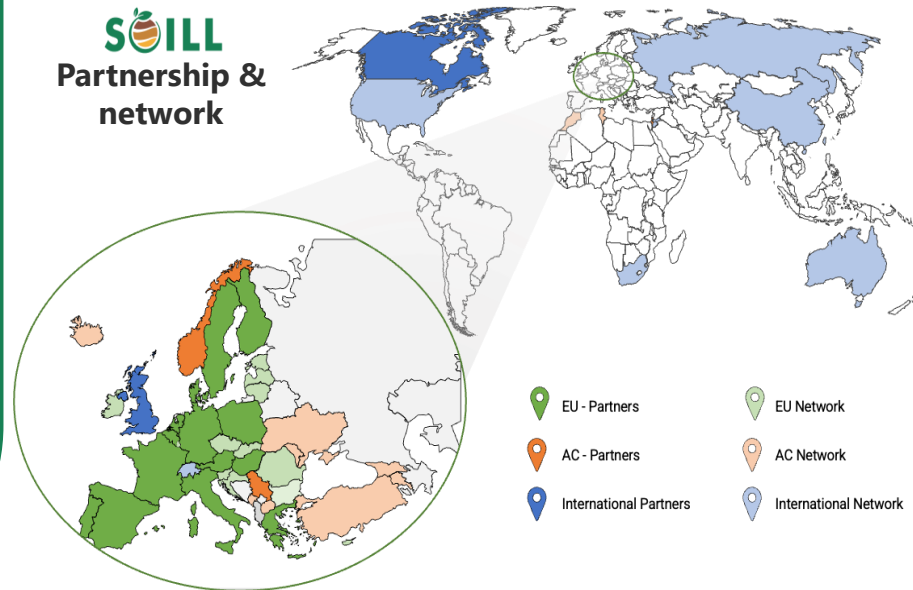 SOILL
Partnership &
network
EU - Partners
EU Network
AC - Partners
AC Network
International Partners
International Network